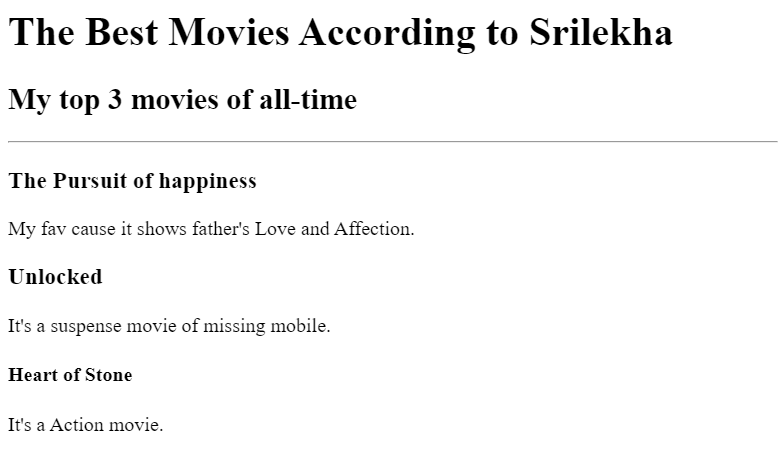 The Best Movies According to Srilekha
My top 3 movies of all-time
The Pursuit of happiness
My fav cause it shows father's Love and Affection.
Unlocked
It's a suspense movie of missing mobile.
Heart of Stone
It's a Action movie.